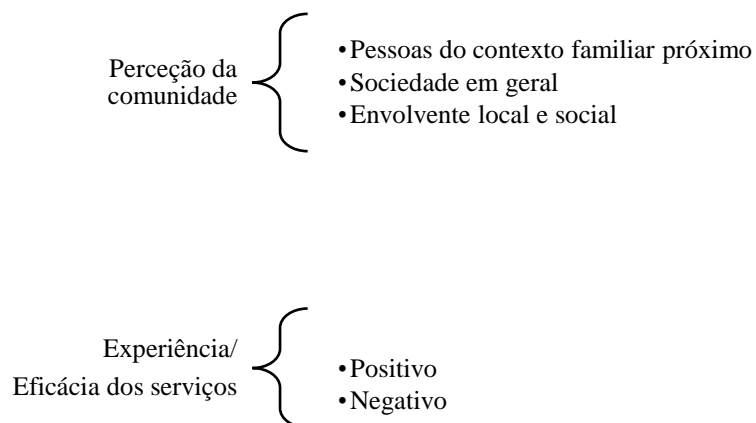 Perceção da
comunidade
•Pessoas do contexto familiar próximo
•Sociedade em geral
•Envolvente local e social
Experiência/
Eficácia dos serviços
•Positivo
•Negativo